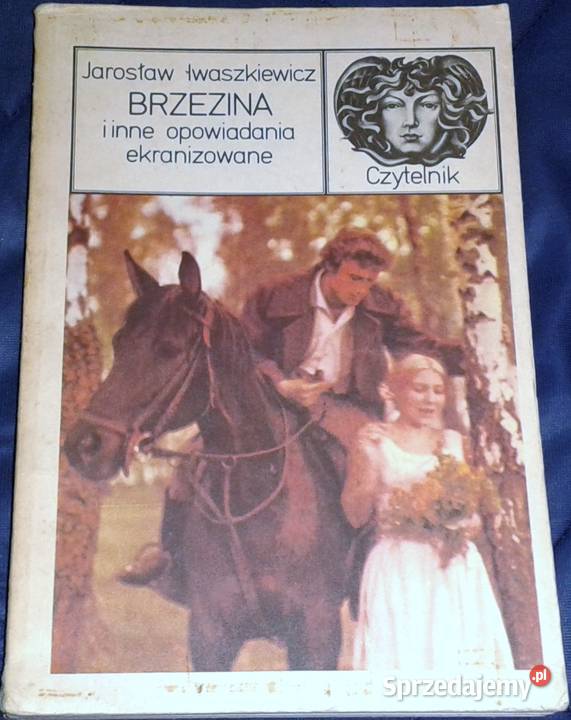 Jarosław Iwaszkiewicz
BRZEZINA
i inne opowiadania
ekranizowane
Czytelnik
Sprzedajemy.pl